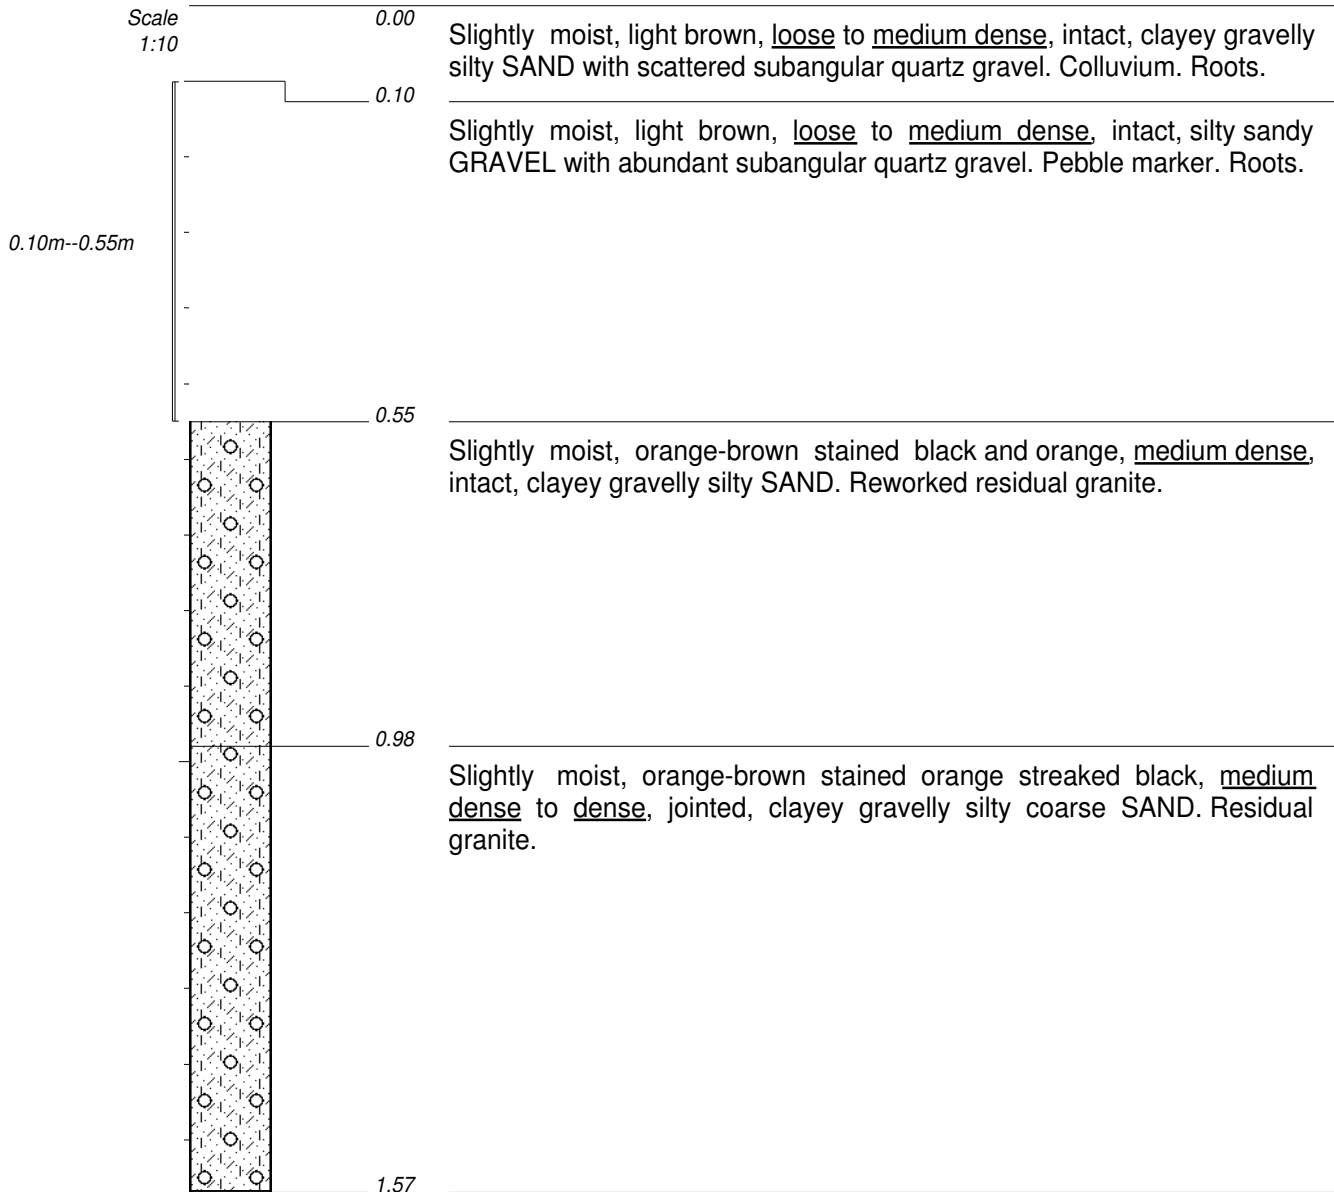 Scale
1:10
0.00
Slightly moist, light brown, loose to medium dense, intact, clayey gravelly
silty SAND with scattered subangular quartz gravel. Colluvium. Roots.
0.10
Slightly moist, light brown, loose to medium dense, intact, silty sandy
GRAVEL with abundant subangular quartz gravel. Pebble marker. Roots.
0.10m--0.55m
0.55
Slightly moist, orange-brown stained black and orange, medium dense,
intact, clayey gravelly silty SAND. Reworked residual granite.
0.98
Slightly moist, orange-brown stained orange streaked black, medium
dense to dense, jointed, clayey gravelly silty coarse SAND. Residual
granite.
1.57